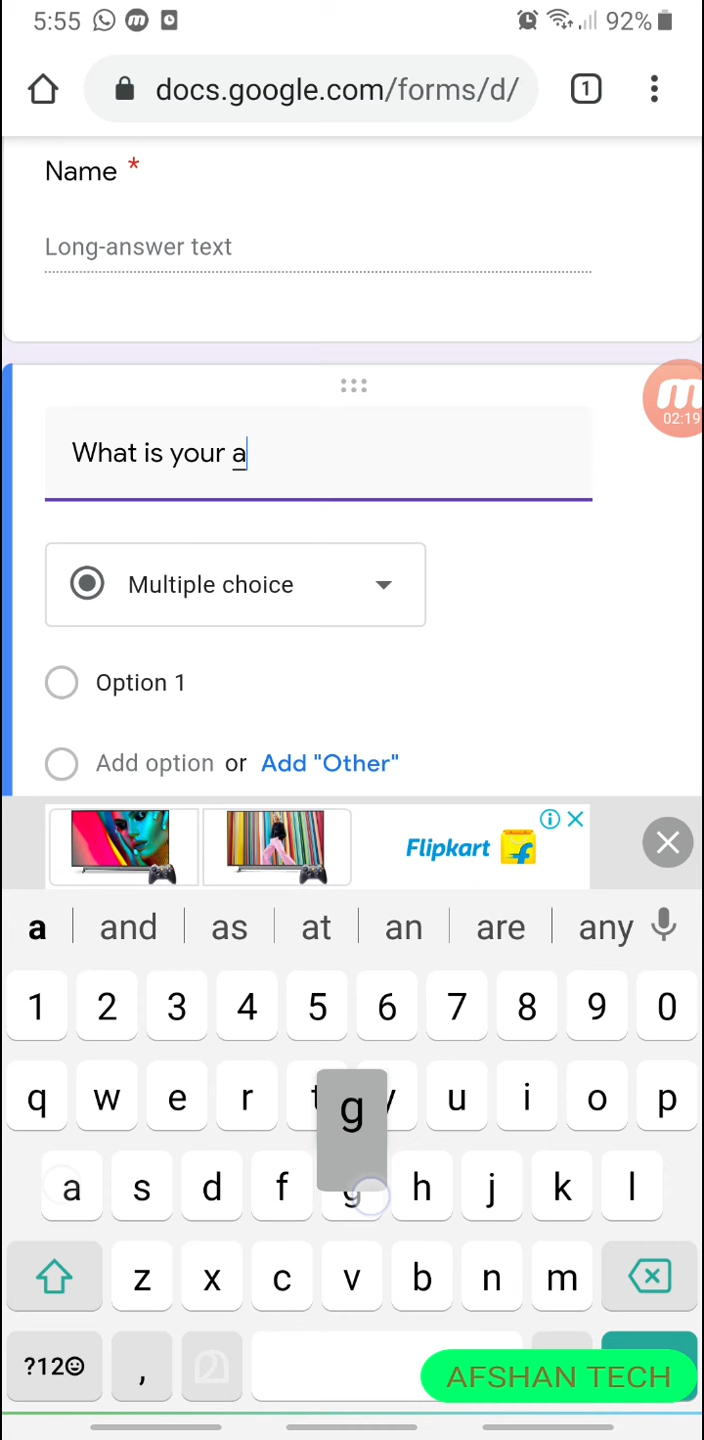 5:55 92%
docs.google.com/forms/d/ 1
Name *
Long-answer text
02:19
What is your a
Multiple choice
Option 1
Add option or Add "Other"
Flipkart
a and as at an are any
1 2 3 4 5 6 7 8 9 0
q w e r t y u i o p
g
a s d f g h j k l
z x c v b n m
?12☺ , മ
AFSHAN TECH